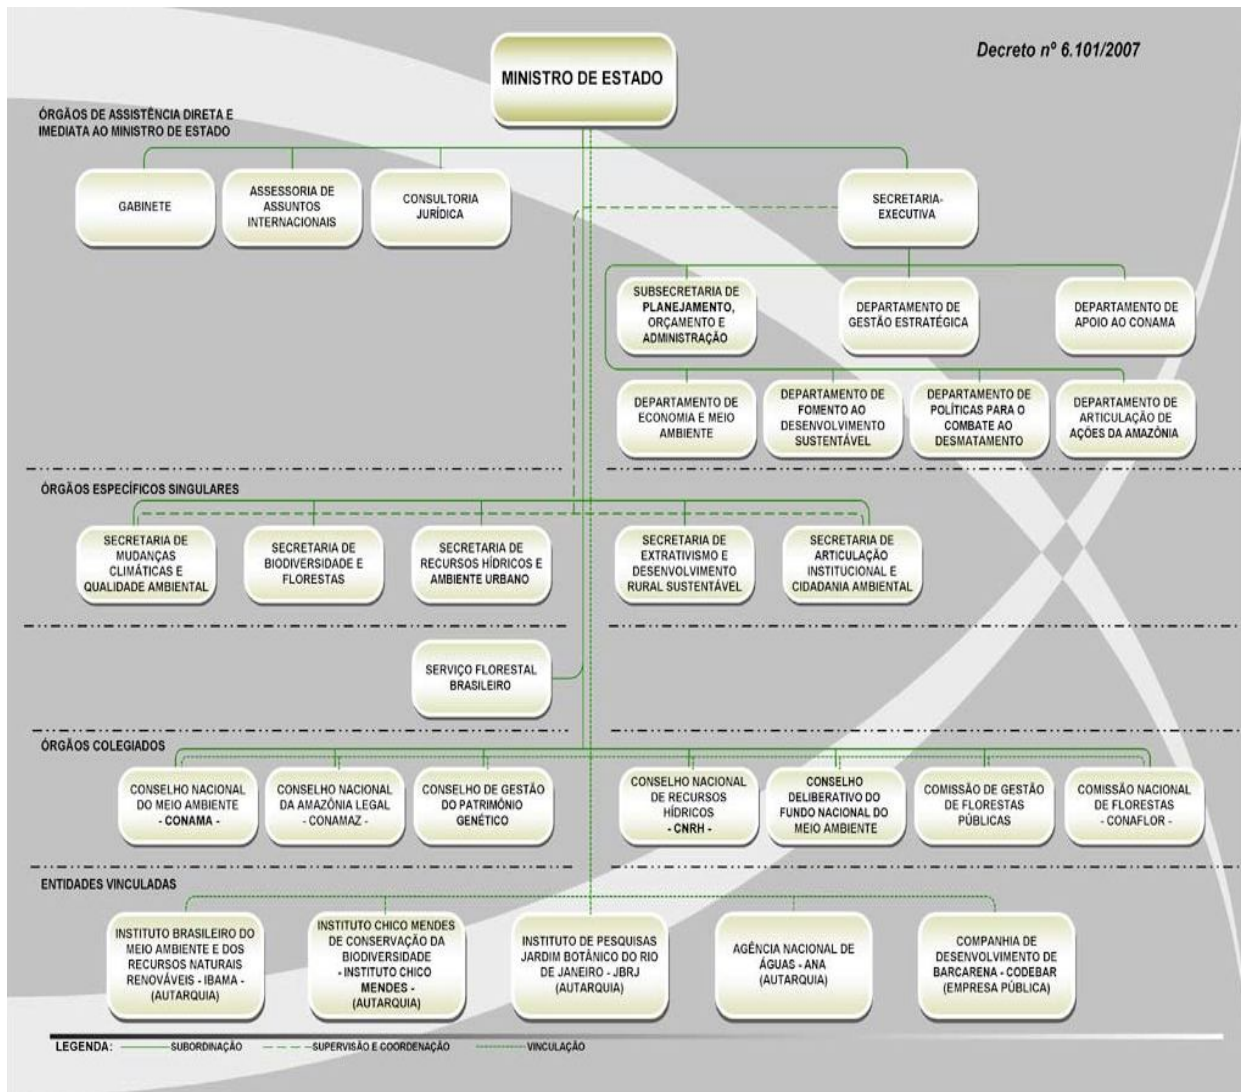 Decreto nº 6.101/2007
MINISTRO DE ESTADO
ÓRGÃOS DE ASSISTÊNCIA DIRETA E
IMEDIATA AO MINISTRO DE ESTADO
GABINETE
ASSESSORIA DE
ASSUNTOS
INTERNACIONAIS
CONSULTORIA
JURÍDICA
SECRETARIA-
EXECUTIVA
SUBSECRETARIA DE
PLANEJAMENTO,
ORÇAMENTO E
ADMINISTRAÇÃO
DEPARTAMENTO DE
GESTÃO ESTRATÉGICA
DEPARTAMENTO DE
APOIO AO CONAMA
DEPARTAMENTO DE
ECONOMIA E MEIO
AMBIENTE
DEPARTAMENTO DE
FOMENTO AO
DESENVOLVIMENTO
SUSTENTÁVEL
DEPARTAMENTO DE
POLÍTICAS PARA O
COMBATE AO
DESMATAMENTO
DEPARTAMENTO DE
ARTICULAÇÃO DE
AÇÕES DA AMAZÔNIA
ÓRGÃOS ESPECÍFICOS SINGULARES
SECRETARIA DE
MUDANÇAS
CLIMÁTICAS E
QUALIDADE AMBIENTAL
SECRETARIA DE
BIODIVERSIDADE E
FLORESTAS
SECRETARIA DE
RECURSOS HÍDRICOS E
AMBIENTE URBANO
SECRETARIA DE
EXTRATIVISMO E
DESENVOLVIMENTO
RURAL SUSTENTÁVEL
SECRETARIA DE
ARTICULAÇÃO
INSTITUCIONAL E
CIDADANIA AMBIENTAL
SERVIÇO FLORESTAL
BRASILEIRO
ÓRGÃOS COLEGIADOS
CONSELHO NACIONAL
DO MEIO AMBIENTE
- CONAMA -
CONSELHO NACIONAL
DA AMAZÔNIA LEGAL
- CONAMAZ -
CONSELHO DE GESTÃO
DO PATRIMÔNIO
GENÉTICO
CONSELHO NACIONAL
DE RECURSOS
HÍDRICOS
- CNRH -
CONSELHO
DELIBERATIVO DO
FUNDO NACIONAL DO
MEIO AMBIENTE
COMISSÃO DE GESTÃO
DE FLORESTAS
PÚBLICAS
COMISSÃO NACIONAL
DE FLORESTAS
- CONAFLOR -
ENTIDADES VINCULADAS
INSTITUTO BRASILEIRO DO
MEIO AMBIENTE E DOS
RECURSOS NATURAIS
RENOVÁVEIS - IBAMA -
(AUTARQUIA)
INSTITUTO CHICO MENDES
DE CONSERVAÇÃO DA
BIODIVERSIDADE
- INSTITUTO CHICO
MENDES -
(AUTARQUIA)
INSTITUTO DE PESQUISAS
JARDIM BOTÂNICO DO RIO
DE JANEIRO - JBRJ
(AUTARQUIA)
AGÊNCIA NACIONAL DE
ÁGUAS - ANA
(AUTARQUIA)
COMPANHIA DE
DESENVOLVIMENTO DE
BARCARENA - CODEBAR
(EMPRESA PÚBLICA)
LEGENDA: SUBORDINAÇÃO SUPERVISÃO E COORDENAÇÃO VINCULAÇÃO